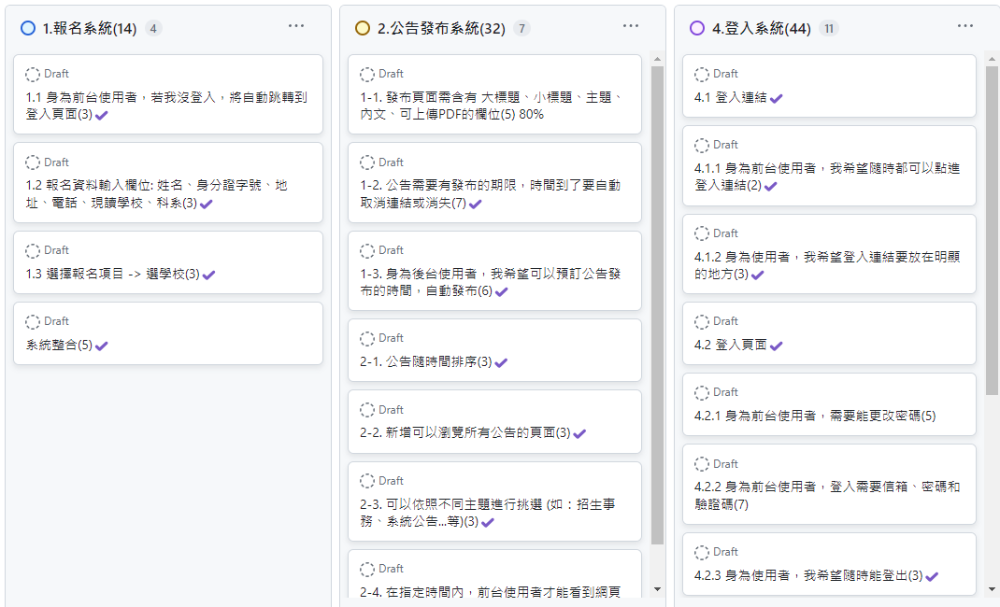 1.報名系統(14) 4
Draft
1.1 身為前台使用者，若我沒登入，將自動跳轉到
登入頁面(3)✔
Draft
1.2 報名資料輸入欄位: 姓名、身分證字號、地
址、電話、現讀學校、科系(3)✔
Draft
1.3 選擇報名項目 -> 選學校(3)✔
Draft
系統整合(5)✔
2.公告發布系統(32) 7
Draft
1-1. 發布頁面需含有 大標題、小標題、主題、
內文、可上傳PDF的欄位(5) 80%
Draft
1-2. 公告需要有發布的期限，時間到了要自動
取消連結或消失(7)✔
Draft
1-3. 身為後台使用者，我希望可以預訂公告發
布的時間，自動發布(6)✔
Draft
2-1. 公告隨時間排序(3)✔
Draft
2-2. 新增可以瀏覽所有公告的頁面(3)✔
Draft
2-3. 可以依照不同主題進行挑選 (如：招生事
務、系統公告...等)(3)✔
Draft
2-4. 在指定時間內，前台使用者才能看到網頁
4.登入系統(44) 11
Draft
4.1 登入連結✔
Draft
4.1.1 身為前台使用者，我希望隨時都可以點進
登入連結(2)✔
Draft
4.1.2 身為使用者，我希望登入連結要放在明顯
的地方(3)✔
Draft
4.2 登入頁面✔
Draft
4.2.1 身為前台使用者，需要能更改密碼(5)
Draft
4.2.2 身為前台使用者，登入需要信箱、密碼和
驗證碼(7)
Draft
4.2.3 身為使用者，我希望隨時能登出(3)✔